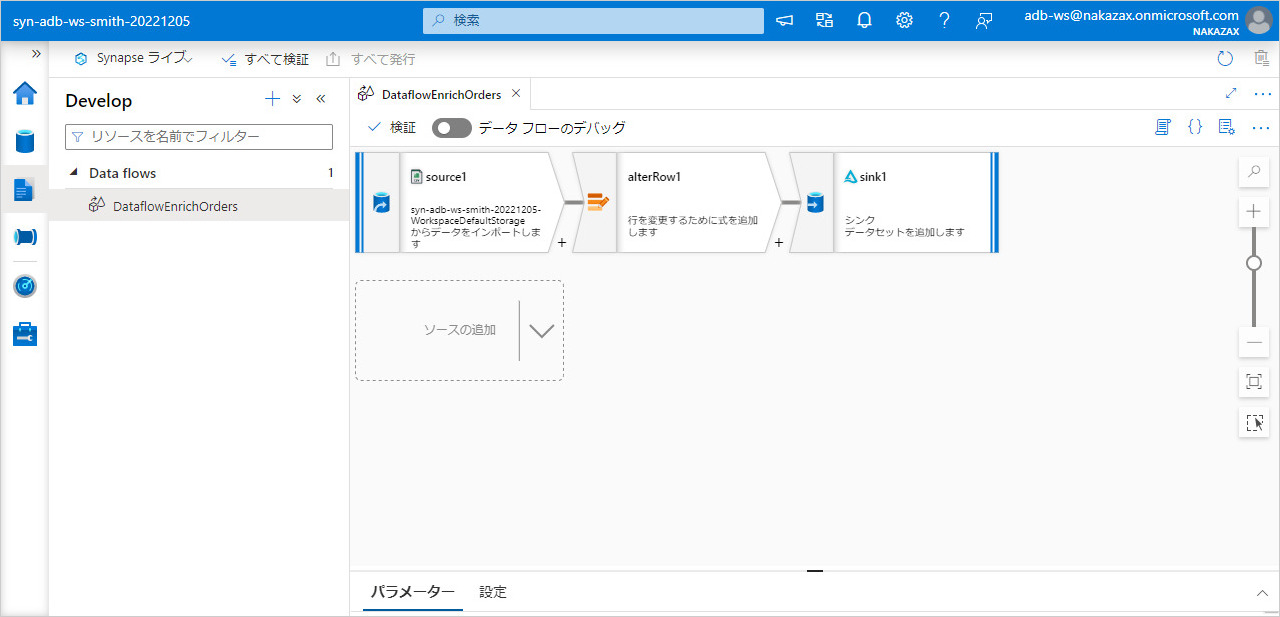 syn-adb-ws-smith-20221205
検索
adb-ws@nakazax.onmicrosoft.com
NAKAZAX
Synapse ライブ
すべて検証
すべて発行
Develop
リソースを名前でフィルター
Data flows
1
DataflowEnrichOrders
DataflowEnrichOrders
検証
データ フローのデバッグ
source1
syn-adb-ws-smith-20221205-
WorkspaceDefaultStorage
からデータをインポートしま
す
+
alterRow1
行を変更するために式を追加
します
+
sink1
シンク
データセットを追加します
ソースの追加
パラメーター
設定